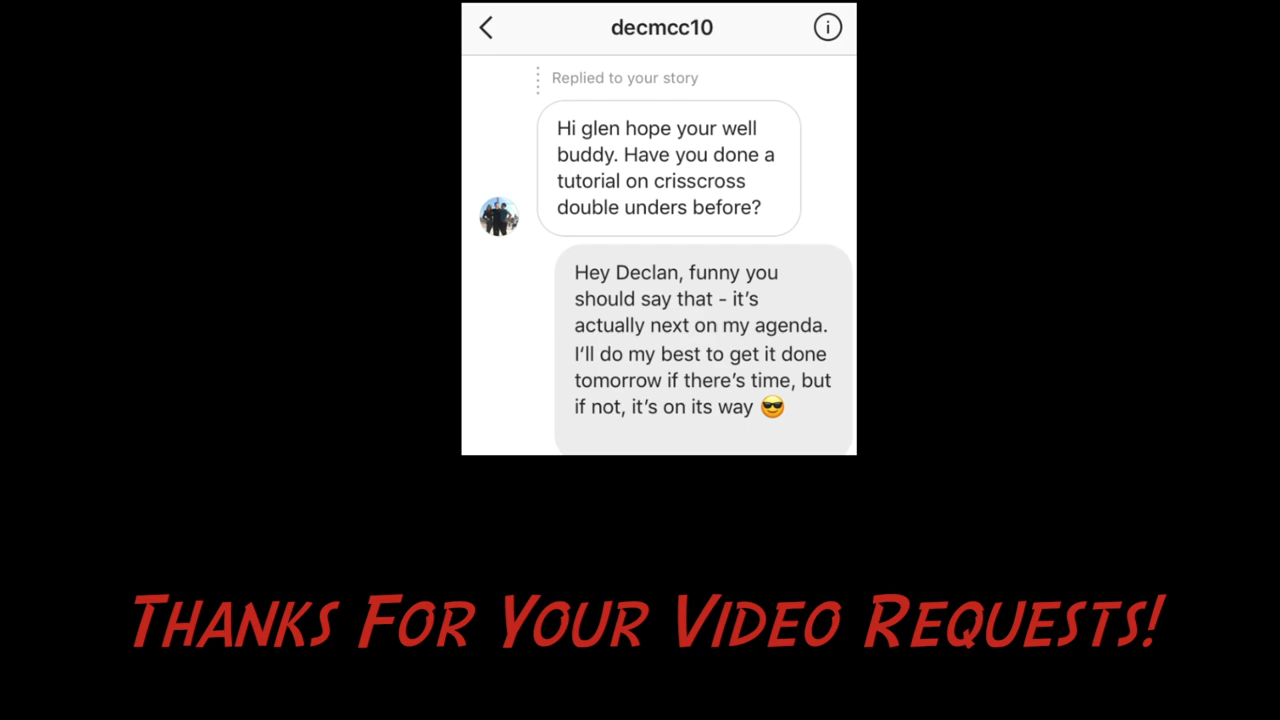 decmcc10
Replied to your story
Hi glen hope your well
buddy. Have you done a
tutorial on crisscross
double unders before?
Hey Declan, funny you
should say that - it's
actually next on my agenda.
I'll do my best to get it done
tomorrow if there's time, but
if not, it's on its way 😎
Thanks For Your Video Requests!